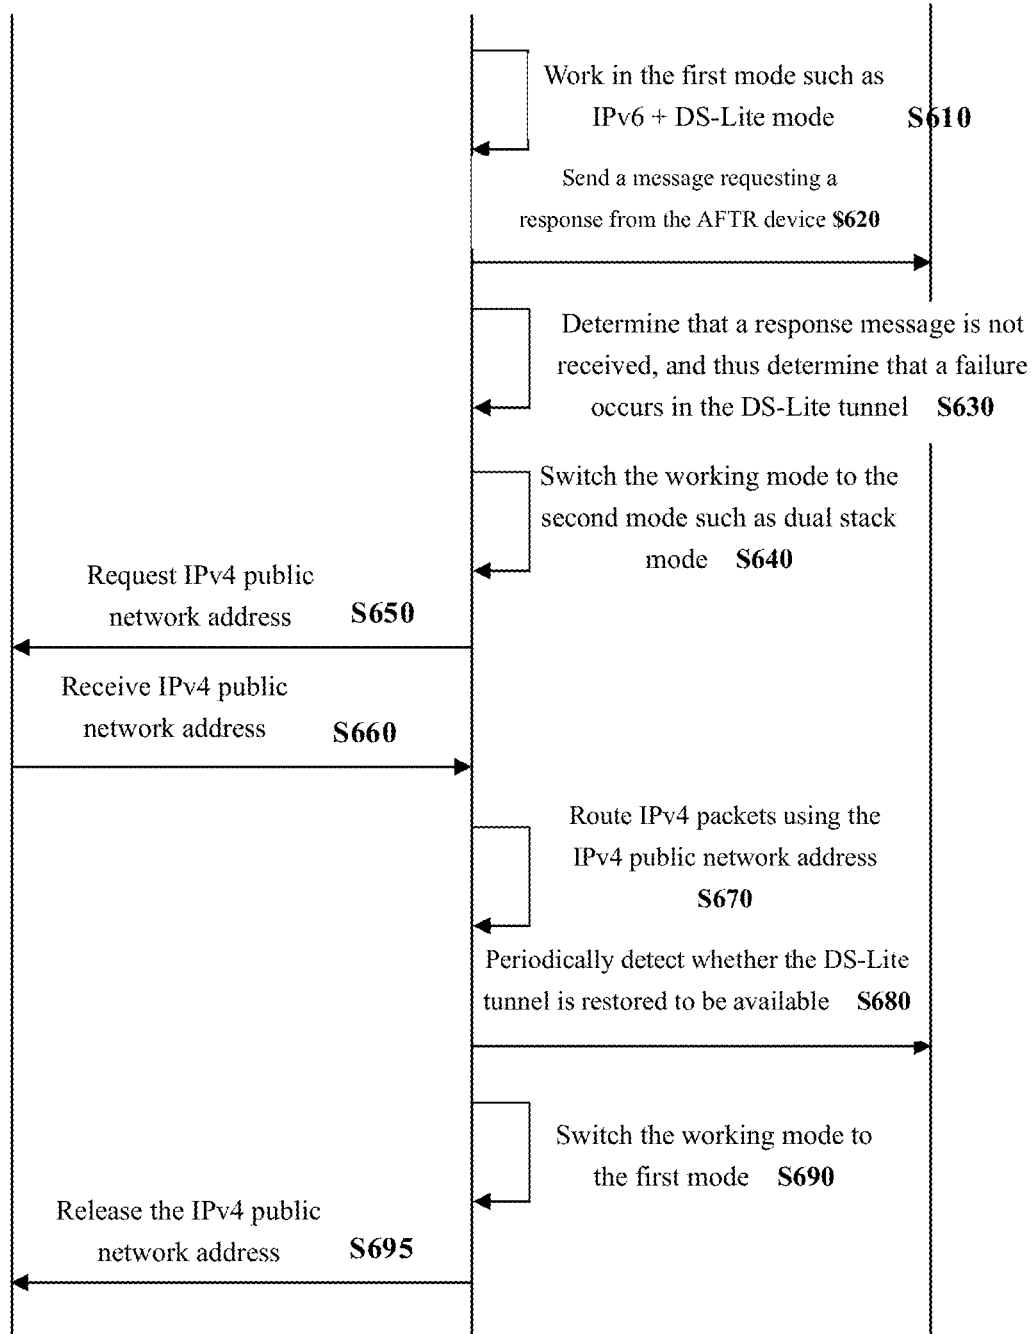 Work in the first mode such as
IPv6 + DS-Lite mode S610
Send a message requesting a
response from the AFTR device S620
Determine that a response message is not
received, and thus determine that a failure
occurs in the DS-Lite tunnel S630
Switch the working mode to the
second mode such as dual stack
mode S640
Request IPv4 public
network address S650
Receive IPv4 public
network address S660
Route IPv4 packets using the
IPv4 public network address
S670
Periodically detect whether the DS-Lite
tunnel is restored to be available S680
Switch the working mode to
the first mode S690
Release the IPv4 public
network address S695